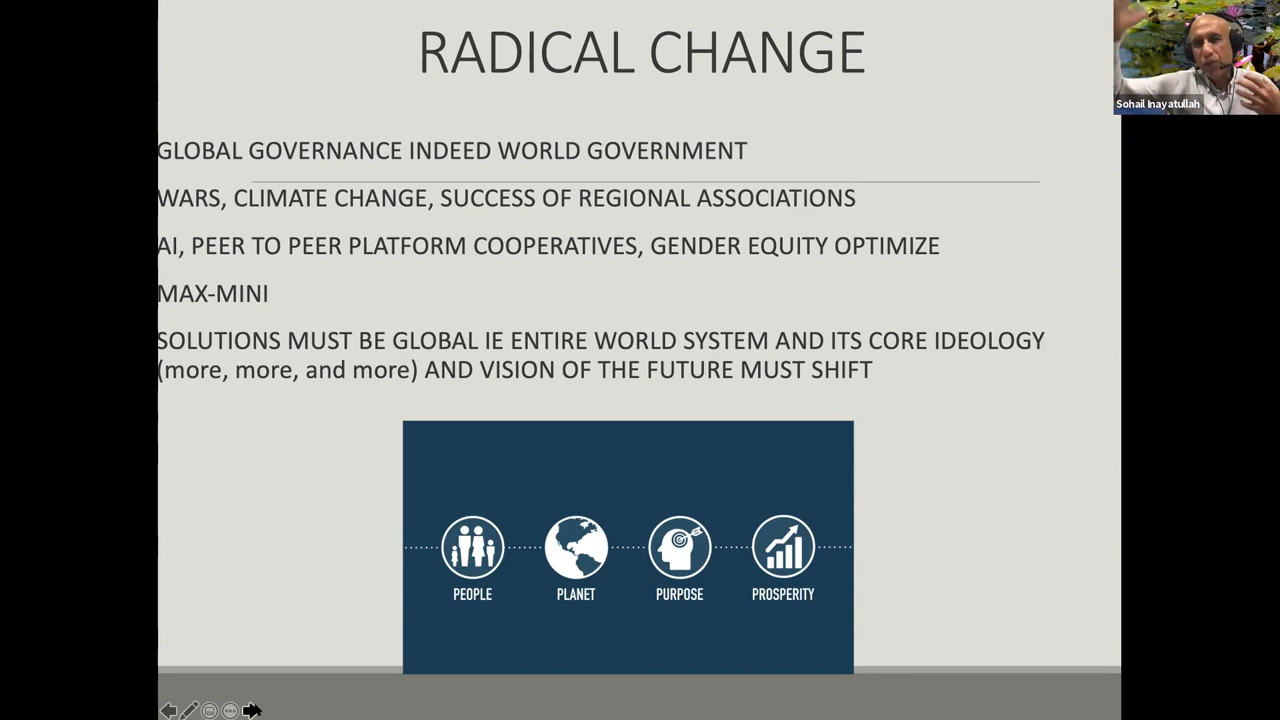 RADICAL CHANGE
Sohail Inayatullah
GLOBAL GOVERNANCE INDEED WORLD GOVERNMENT
WARS, CLIMATE CHANGE, SUCCESS OF REGIONAL ASSOCIATIONS
AI, PEER TO PEER PLATFORM COOPERATIVES, GENDER EQUITY OPTIMIZE
MAX-MINI
SOLUTIONS MUST BE GLOBAL IE ENTIRE WORLD SYSTEM AND ITS CORE IDEOLOGY
(more, more, and more) AND VISION OF THE FUTURE MUST SHIFT
PEOPLE PLANET PURPOSE PROSPERITY